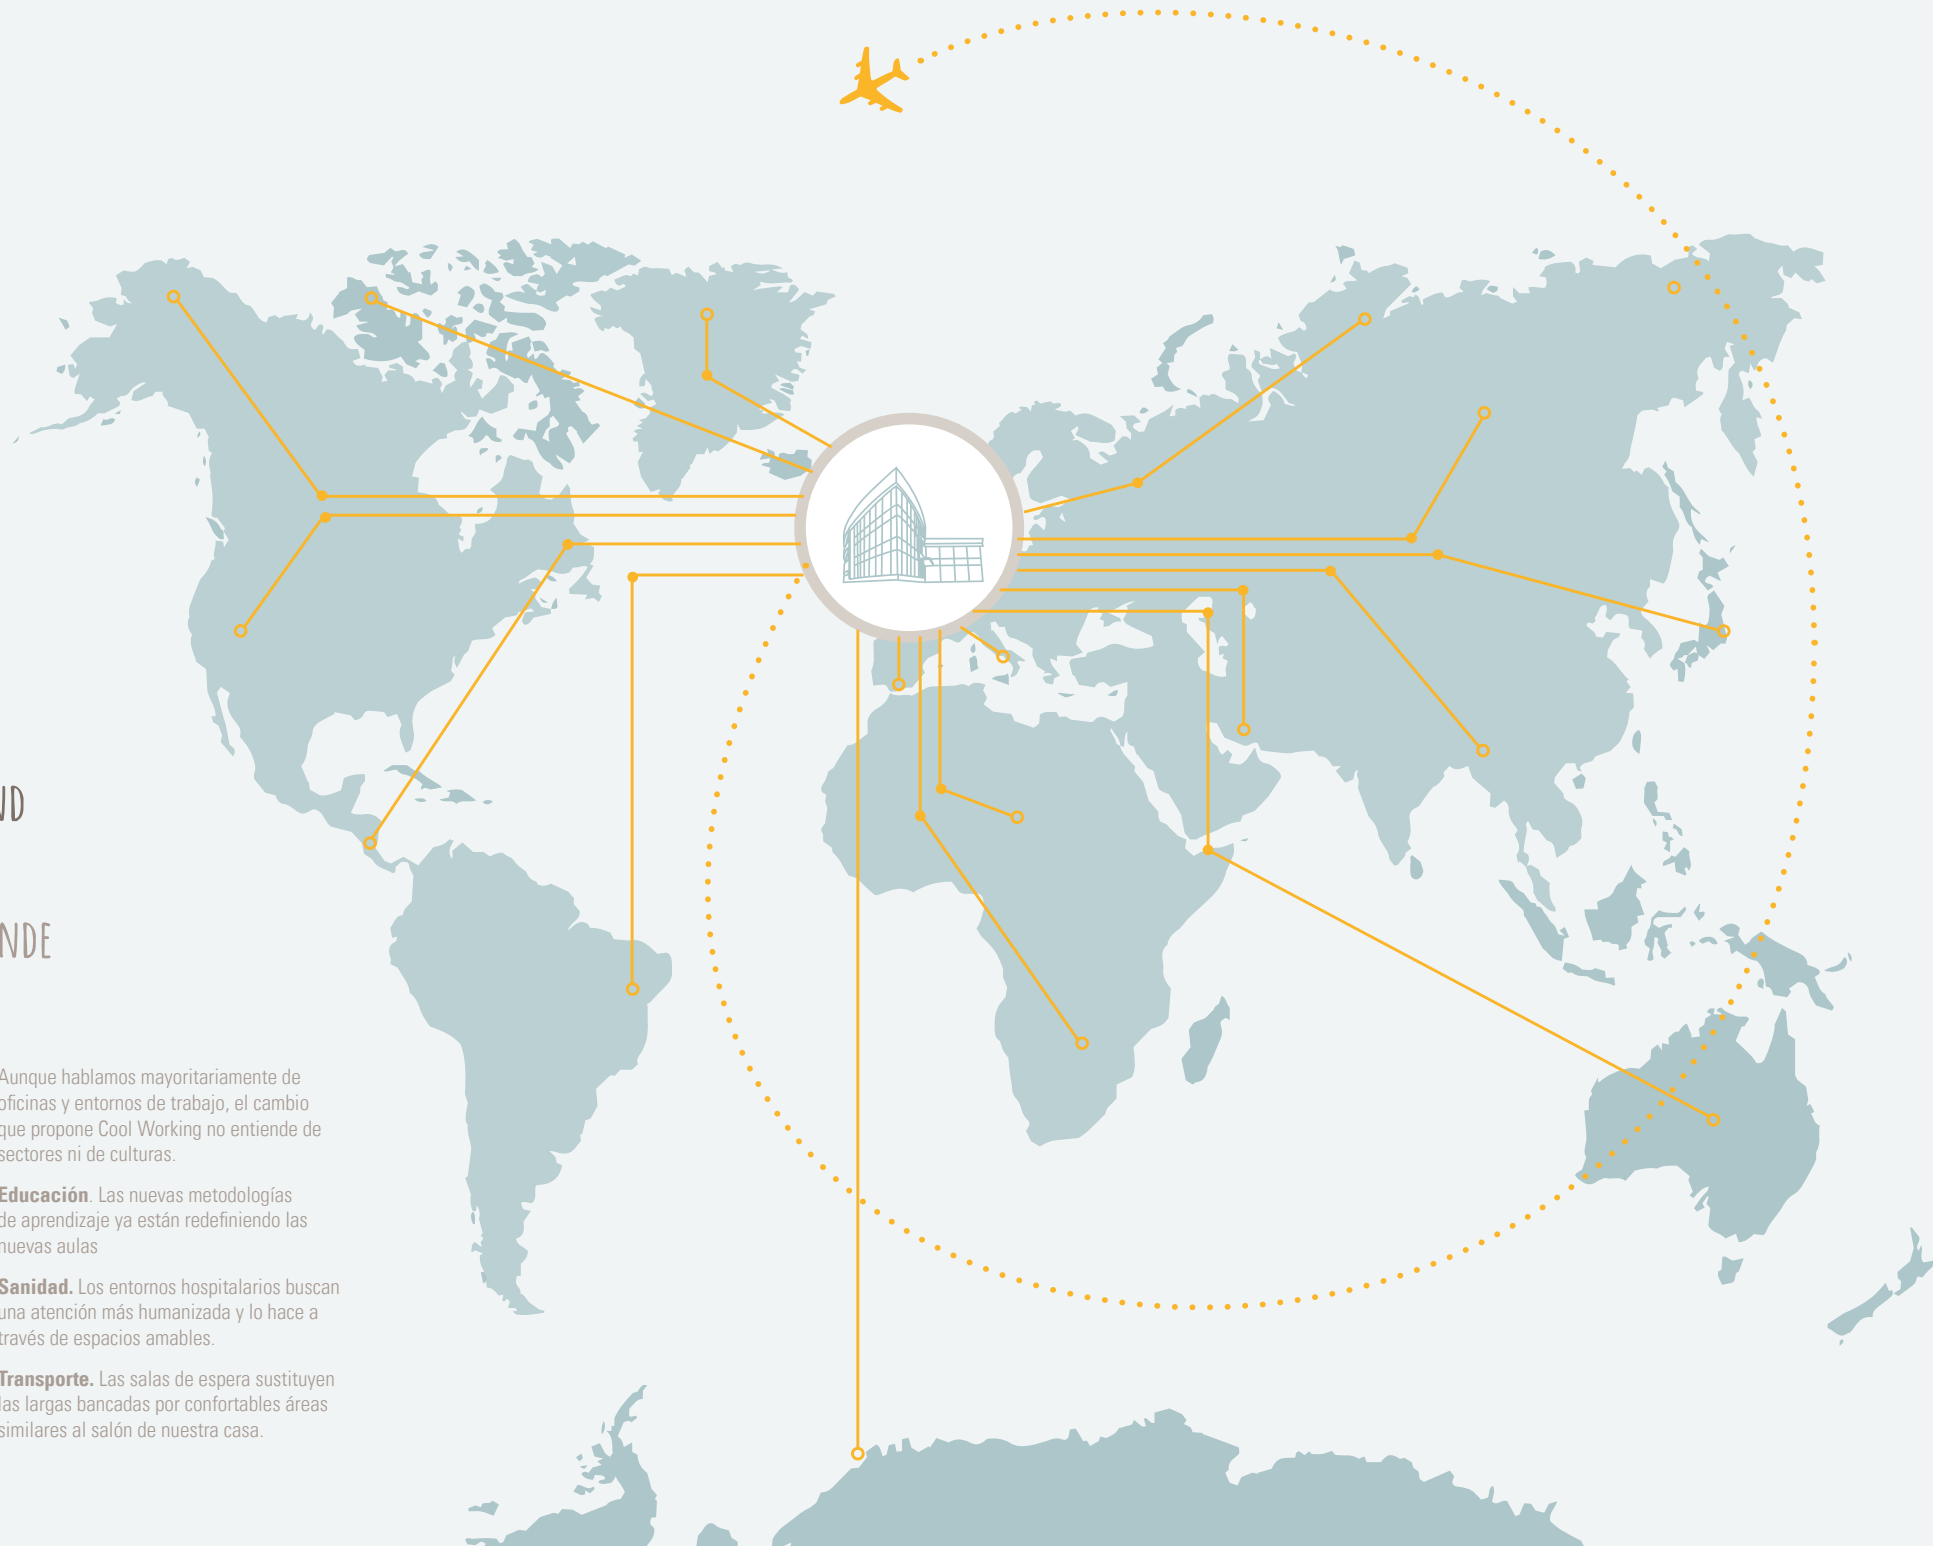 ND
NDE
Aunque hablamos mayoritariamente de
oficinas y entornos de trabajo, el cambio
que propone Cool Working no entiende de
sectores ni de culturas.
Educación. Las nuevas metodologías
de aprendizaje ya están redefiniendo las
nuevas aulas
Sanidad. Los entornos hospitalarios buscan
una atención más humanizada y lo hace a
través de espacios amables.
Transporte. Las salas de espera sustituyen
las largas bancadas por confortables áreas
similares al salón de nuestra casa.